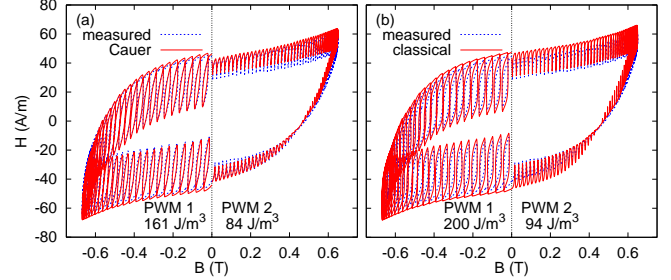 (a)
measured
Cauer
PWM 1
161 J/m³
PWM 2
84 J/m³
H (A/m)
80
60
40
20
0
-20
-40
-60
-80
-0.6 -0.4 -0.2 0 0.2 0.4 0.6
B (T)
(b)
measured
classical
PWM 1
200 J/m³
PWM 2
94 J/m³
-0.6 -0.4 -0.2 0 0.2 0.4 0.6
B (T)